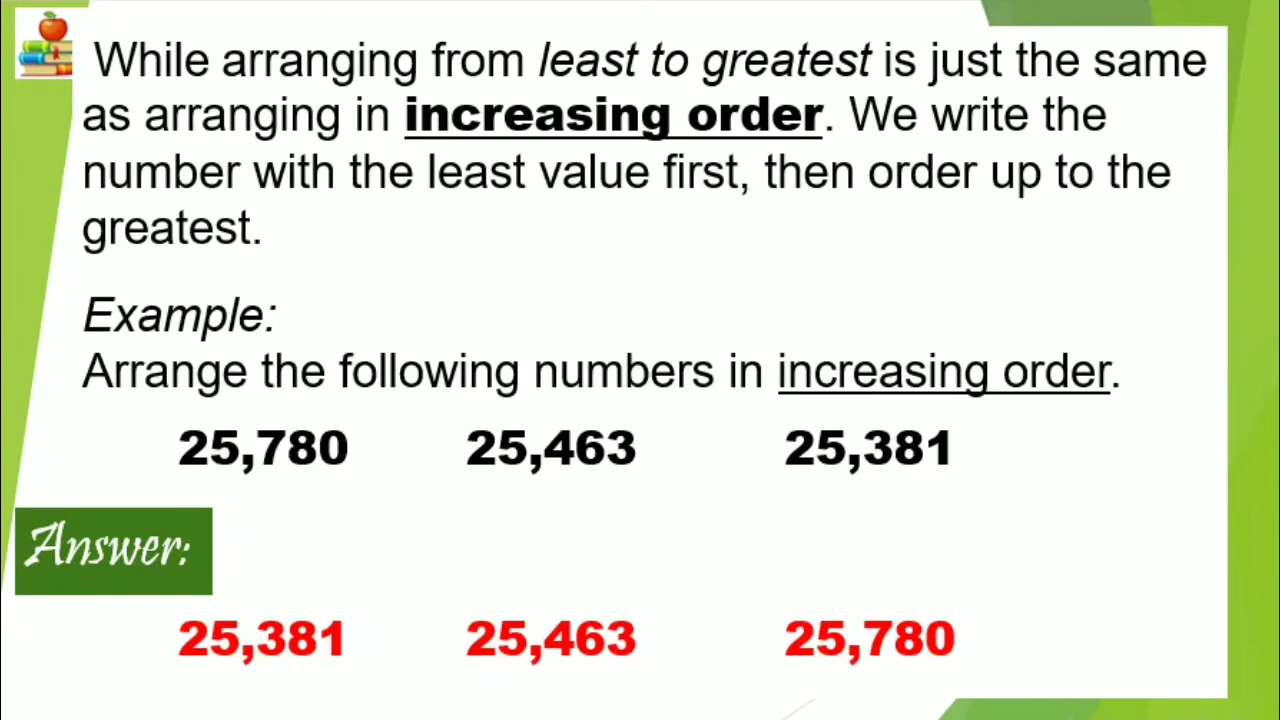 While arranging from least to greatest is just the same
as arranging in increasing order. We write the
number with the least value first, then order up to the
greatest.
Example:
Arrange the following numbers in increasing order.
25,780 25,463 25,381
Answer:
25,381 25,463 25,780